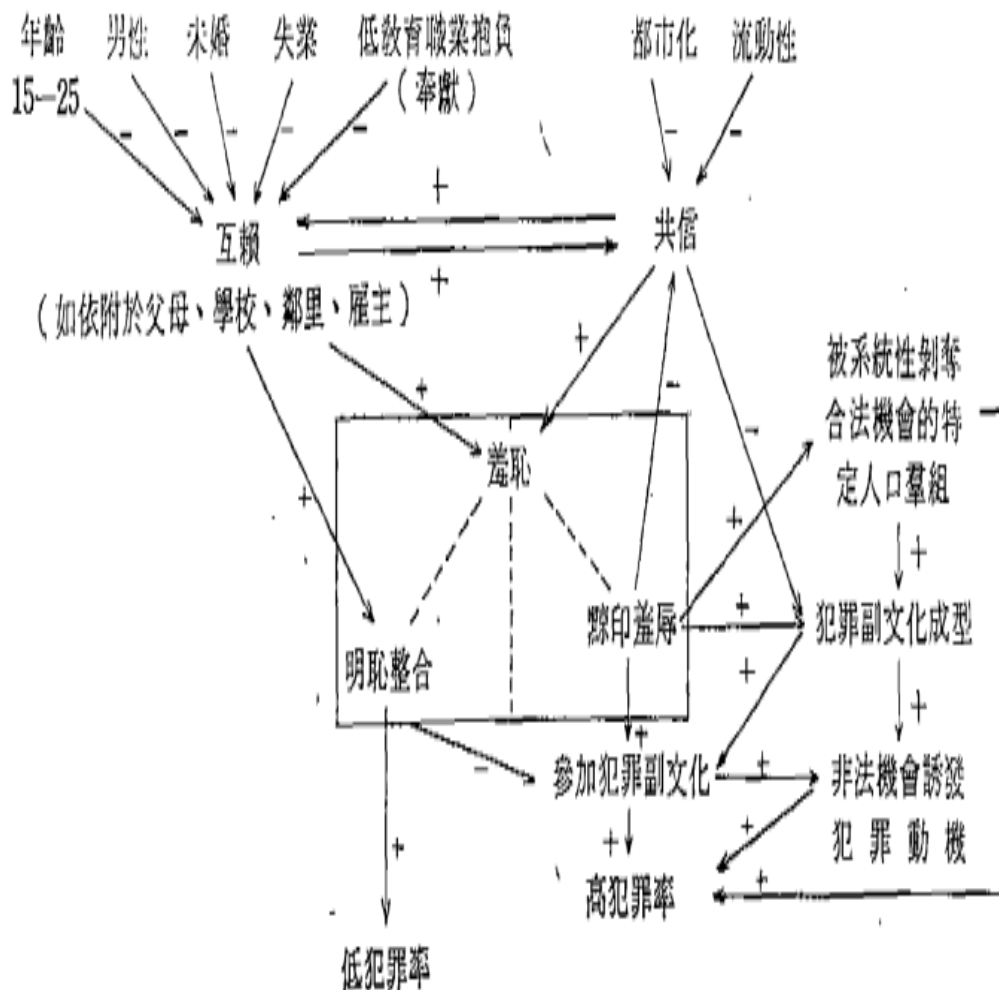 年齡 男性 未婚 失業 低敎育職業抱負 都市化 流動性
15—25 (奉獻)
－ － － － － － －
＋
互賴 共信
＋
(如依附於父母、學校、鄰里、雇主)
＋ 被系統性剝奪
＋ － 合法機會的特
－
羞恥 定人口羣組
＋ ＋ ＋
黥印羞辱 ＋ 犯罪副文化成型
明恥整合 ＋ ＋
＋
－ 參加犯罪副文化 ＋ 非法機會誘發
＋ ＋ ＋ 犯罪動機
高犯罪率 ＋
低犯罪率